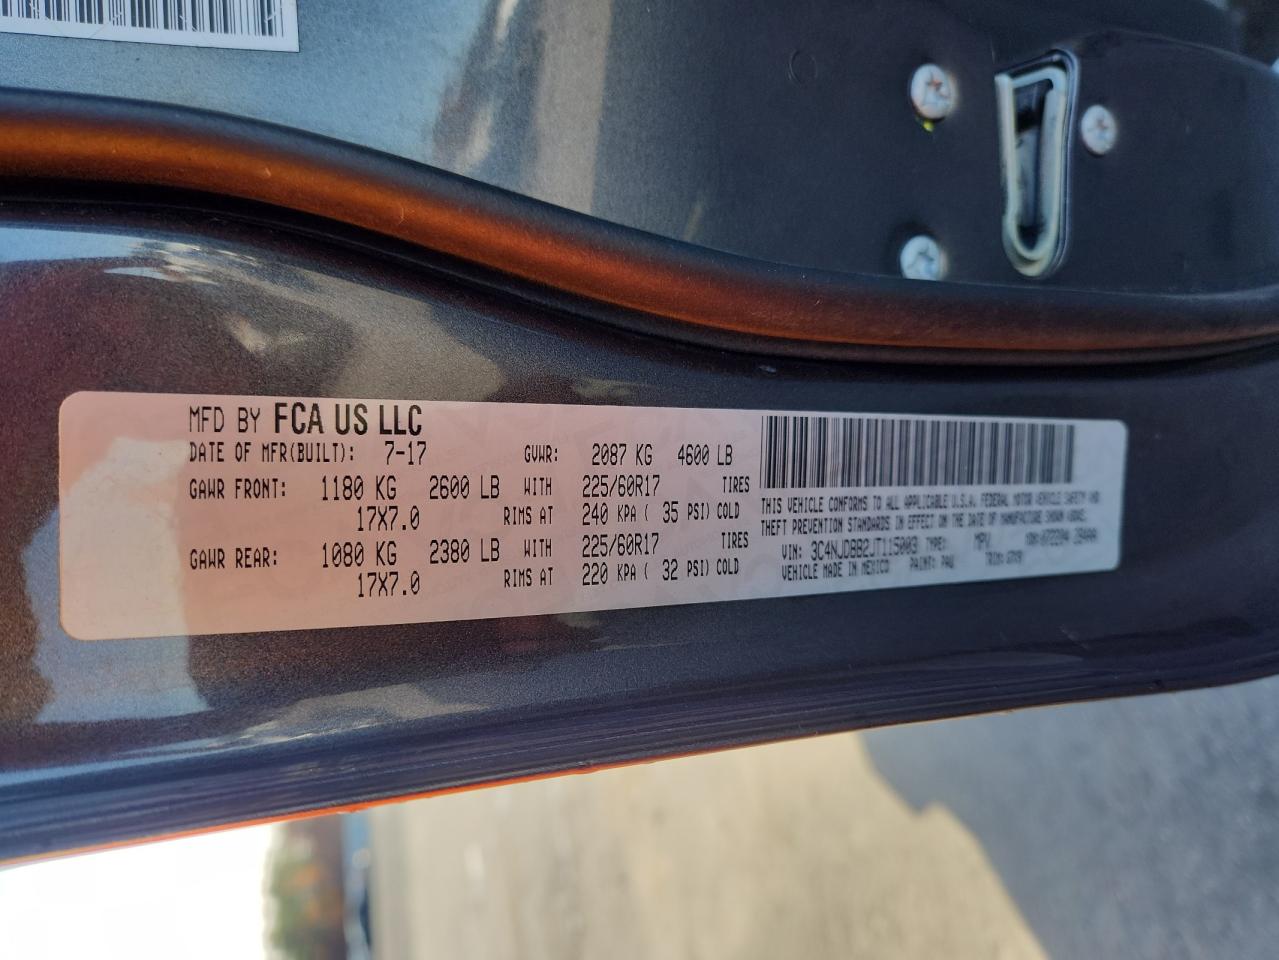 MFD BY FCA US LLC
DATE OF MFR(BUILT): 7-17 GVWR: 2087 KG 4600 LB
GAWR FRONT: 1180 KG 2600 LB WITH 225/60R17 TIRES
17X7.0 RIMS AT 240 KPA ( 35 PSI) COLD
GAWR REAR: 1080 KG 2380 LB WITH 225/60R17 TIRES
17X7.0 RIMS AT 220 KPA ( 32 PSI) COLD
THIS VEHICLE CONFORMS TO ALL APPLICABLE U.S.A. FEDERAL MOTOR VEHICLE SAFETY AND
THEFT PREVENTION STANDARDS IN EFFECT ON THE DATE OF MANUFACTURE SHOWN ABOVE.
VIN: 3C4NJDBB2JT115003 TYPE: MPV
VEHICLE MADE IN MEXICO PAINT: PAU TRIM: